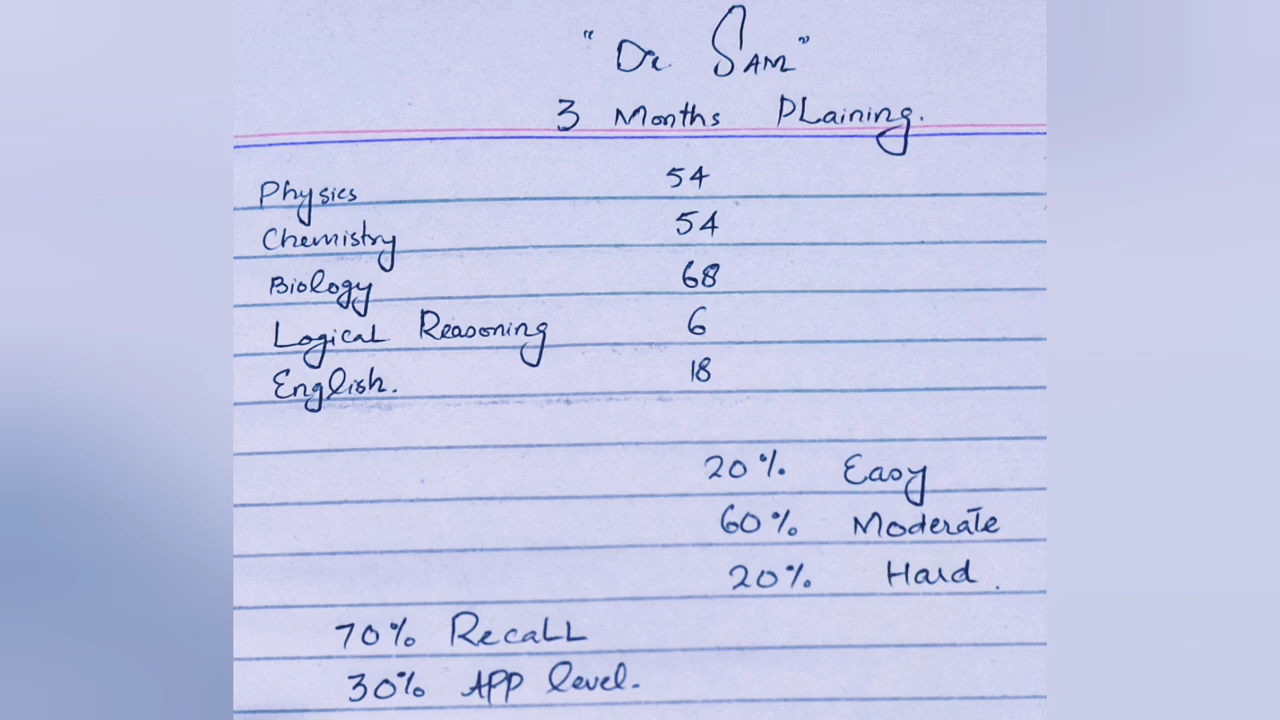 "Dr. SAM"
3 Months PLaining.
Physics 54
Chemistry 54
Biology 68
Logical Reasoning 6
English. 18
20% Easy
60% Moderate
20% Hard.
70% Recall
30% APP level.